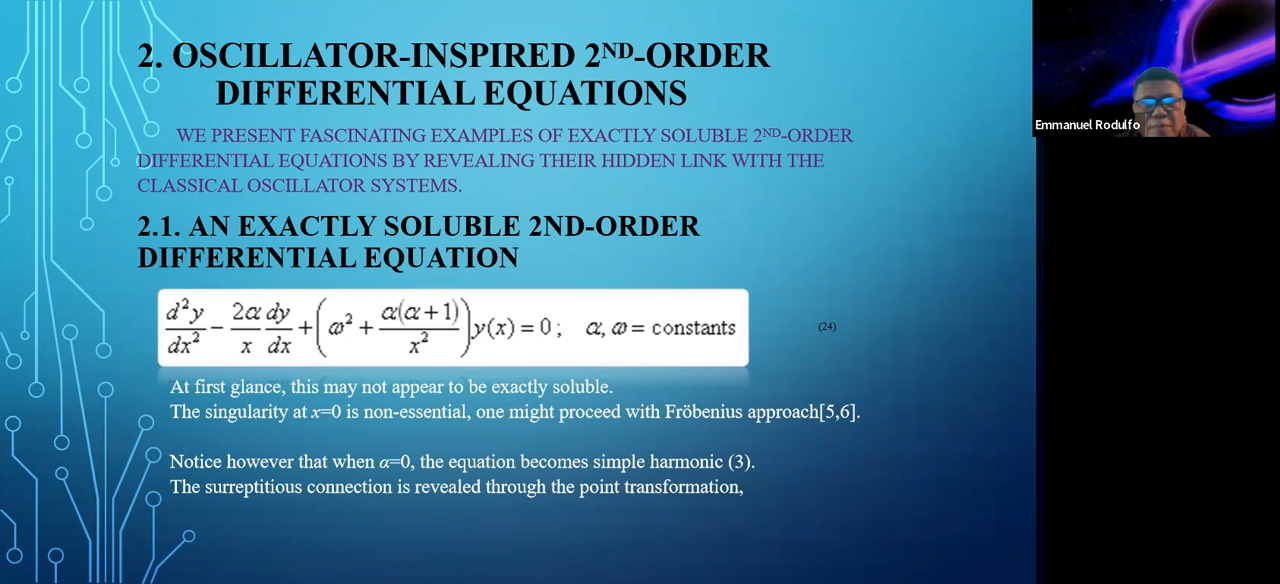 2. OSCILLATOR-INSPIRED 2ND-ORDER
DIFFERENTIAL EQUATIONS
WE PRESENT FASCINATING EXAMPLES OF EXACTLY SOLUBLE 2ND-ORDER
DIFFERENTIAL EQUATIONS BY REVEALING THEIR HIDDEN LINK WITH THE
CLASSICAL OSCILLATOR SYSTEMS.
2.1. AN EXACTLY SOLUBLE 2ND-ORDER
DIFFERENTIAL EQUATION
d²y/dx² − 2α/x dy/dx + (ω² + α(α+1)/x²) y(x) = 0 ; α, ω = constants
(24)
At first glance, this may not appear to be exactly soluble.
The singularity at x=0 is non-essential, one might proceed with Fröbenius approach[5,6].
Notice however that when α=0, the equation becomes simple harmonic (3).
The surreptitious connection is revealed through the point transformation,
Emmanuel Rodulfo